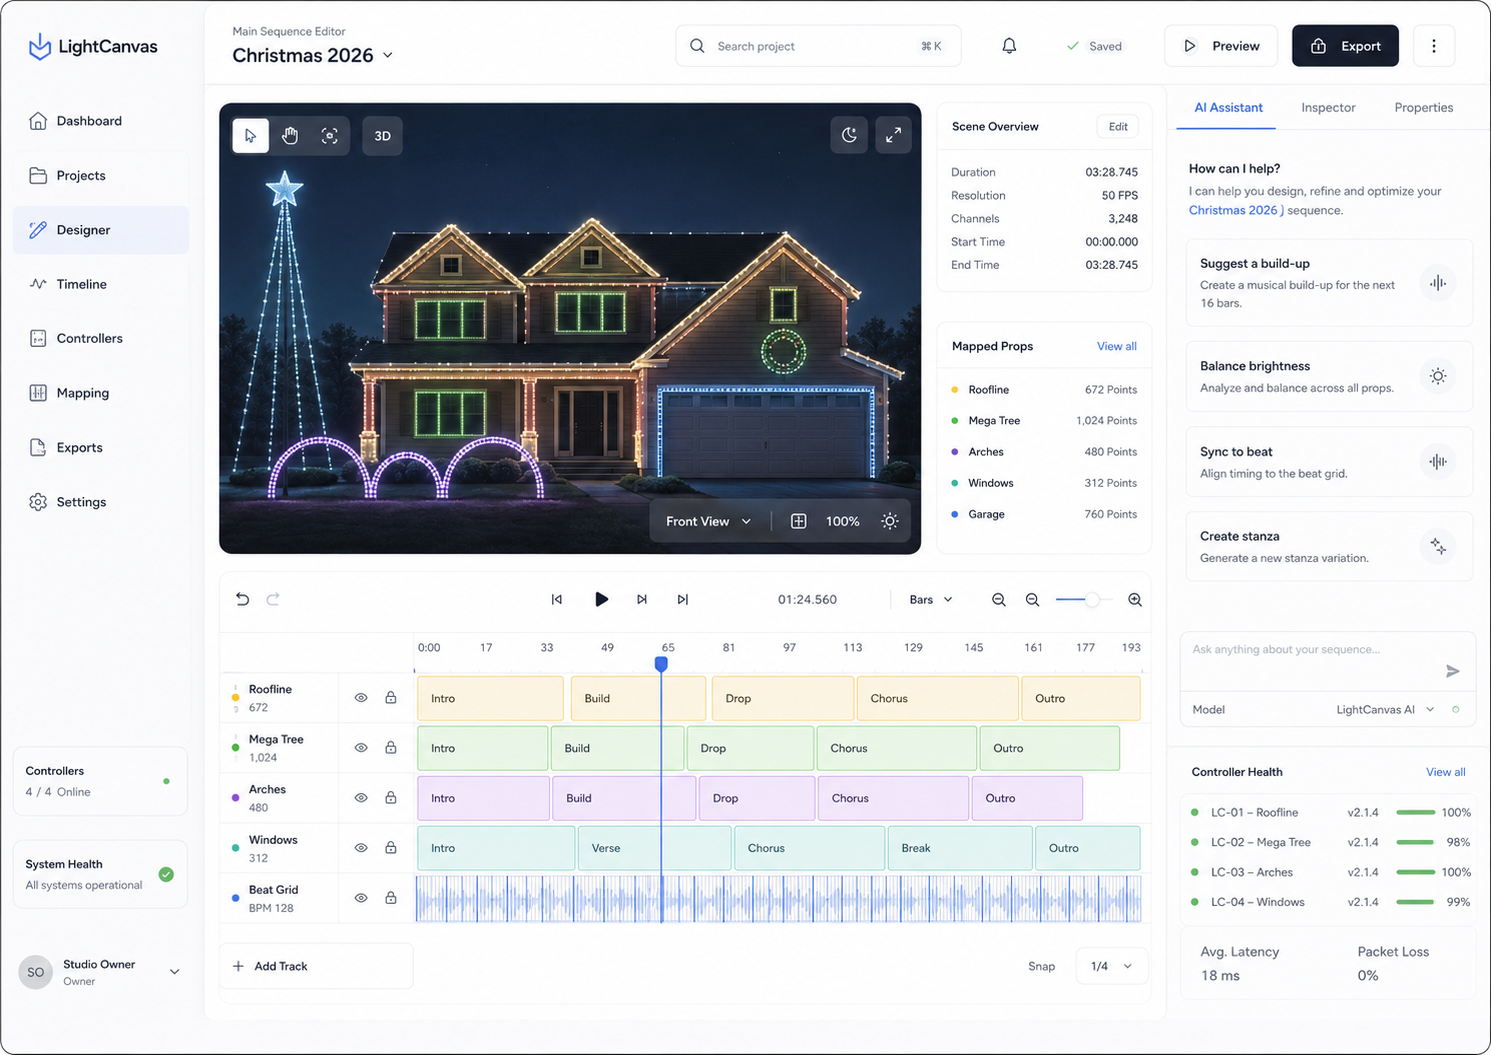 LightCanvas
Dashboard
Projects
Designer
Timeline
Controllers
Mapping
Exports
Settings
Controllers
4 / 4 Online
System Health
All systems operational
SO
Studio Owner
Owner
Main Sequence Editor
Christmas 2026
Search project
⌘ K
Saved
Preview
Export
3D
Front View
100%
Scene Overview
Edit
Duration 03:28.745
Resolution 50 FPS
Channels 3,248
Start Time 00:00.000
End Time 03:28.745
Mapped Props
View all
Roofline 672 Points
Mega Tree 1,024 Points
Arches 480 Points
Windows 312 Points
Garage 760 Points
01:24.560
Bars
0:00 17 33 49 65 81 97 113 129 145 161 177 193
Roofline
672
Intro Build Drop Chorus Outro
Mega Tree
1,024
Intro Build Drop Chorus Outro
Arches
480
Intro Build Drop Chorus Outro
Windows
312
Intro Verse Chorus Break Outro
Beat Grid
BPM 128
Add Track
Snap
1/4
AI Assistant
Inspector
Properties
How can I help?
I can help you design, refine and optimize your
Christmas 2026 ) sequence.
Suggest a build-up
Create a musical build-up for the next
16 bars.
Balance brightness
Analyze and balance across all props.
Sync to beat
Align timing to the beat grid.
Create stanza
Generate a new stanza variation.
Ask anything about your sequence...
Model
LightCanvas AI
Controller Health
View all
LC-01 – Roofline v2.1.4 100%
LC-02 – Mega Tree v2.1.4 98%
LC-03 – Arches v2.1.4 100%
LC-04 – Windows v2.1.4 99%
Avg. Latency
18 ms
Packet Loss
0%